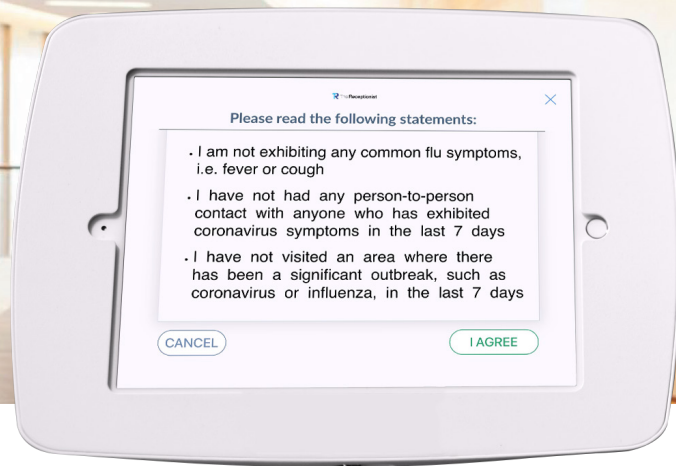 The Receptionist
Please read the following statements:
• I am not exhibiting any common flu symptoms,
i.e. fever or cough
• I have not had any person-to-person
contact with anyone who has exhibited
coronavirus symptoms in the last 7 days
• I have not visited an area where there
has been a significant outbreak, such as
coronavirus or influenza, in the last 7 days
CANCEL
I AGREE